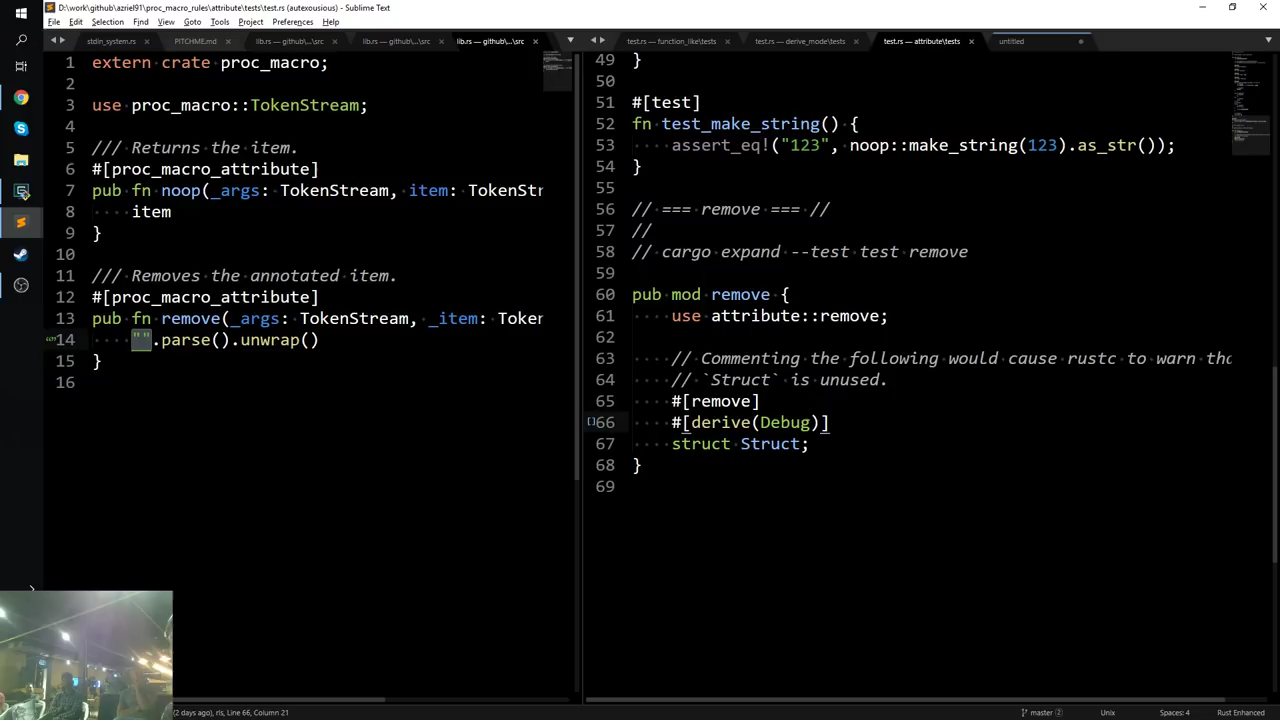 D:\work\github\azriel91\proc_macro_rules\attribute\tests\test.rs (autexousious) - Sublime Text
File Edit Selection Find View Goto Tools Project Preferences Help
stdin_system.rs PITCHME.md lib.rs — github\...\src lib.rs — github\...\src lib.rs — github\...\src test.rs — function_like\tests test.rs — derive_mode\tests test.rs — attribute\tests untitled
1 extern crate proc_macro;
2
3 use proc_macro::TokenStream;
4
5 /// Returns the item.
6 #[proc_macro_attribute]
7 pub fn noop(_args: TokenStream, item: TokenStr
8 item
9 }
10
11 /// Removes the annotated item.
12 #[proc_macro_attribute]
13 pub fn remove(_args: TokenStream, _item: Token
14 "".parse().unwrap()
15 }
16
49 }
50
51 #[test]
52 fn test_make_string() {
53 assert_eq!("123", noop::make_string(123).as_str());
54 }
55
56 // === remove === //
57 //
58 // cargo expand --test test remove
59
60 pub mod remove {
61 use attribute::remove;
62
63 // Commenting the following would cause rustc to warn tha
64 // `Struct` is unused.
65 #[remove]
66 #[derive(Debug)]
67 struct Struct;
68 }
69
(2 days ago), rls, Line 66, Column 21 master 2 Unix Spaces: 4 Rust Enhanced